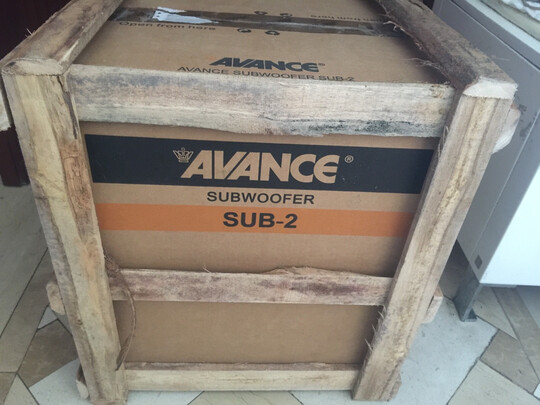 Open from here
AVANCE
AVANCE SUBWOOFER SUB-2
AVANCE®
SUBWOOFER
SUB-2